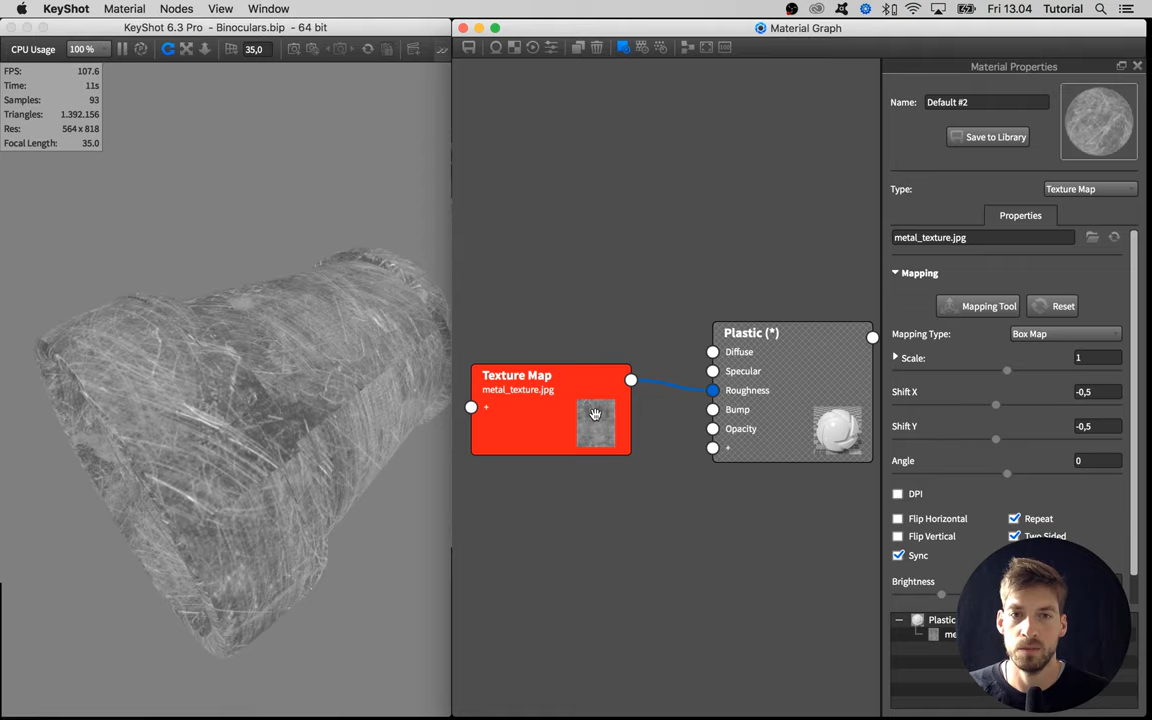 KeyShot Material Nodes View Window
Fri 13.04 Tutorial
KeyShot 6.3 Pro - Binoculars.bip - 64 bit
Material Graph
CPU Usage 100 % 35,0
FPS: 107.6
Time: 11s
Samples: 93
Triangles: 1.392.156
Res: 564 x 818
Focal Length: 35.0
Texture Map
metal_texture.jpg
+
Plastic (*)
Diffuse
Specular
Roughness
Bump
Opacity
+
Material Properties
Name: Default #2
Save to Library
Type: Texture Map
Properties
metal_texture.jpg
Mapping
Mapping Tool Reset
Mapping Type: Box Map
Scale: 1
Shift X -0,5
Shift Y -0,5
Angle 0
DPI
Flip Horizontal Repeat
Flip Vertical Two Sided
Sync
Brightness
Plastic
me